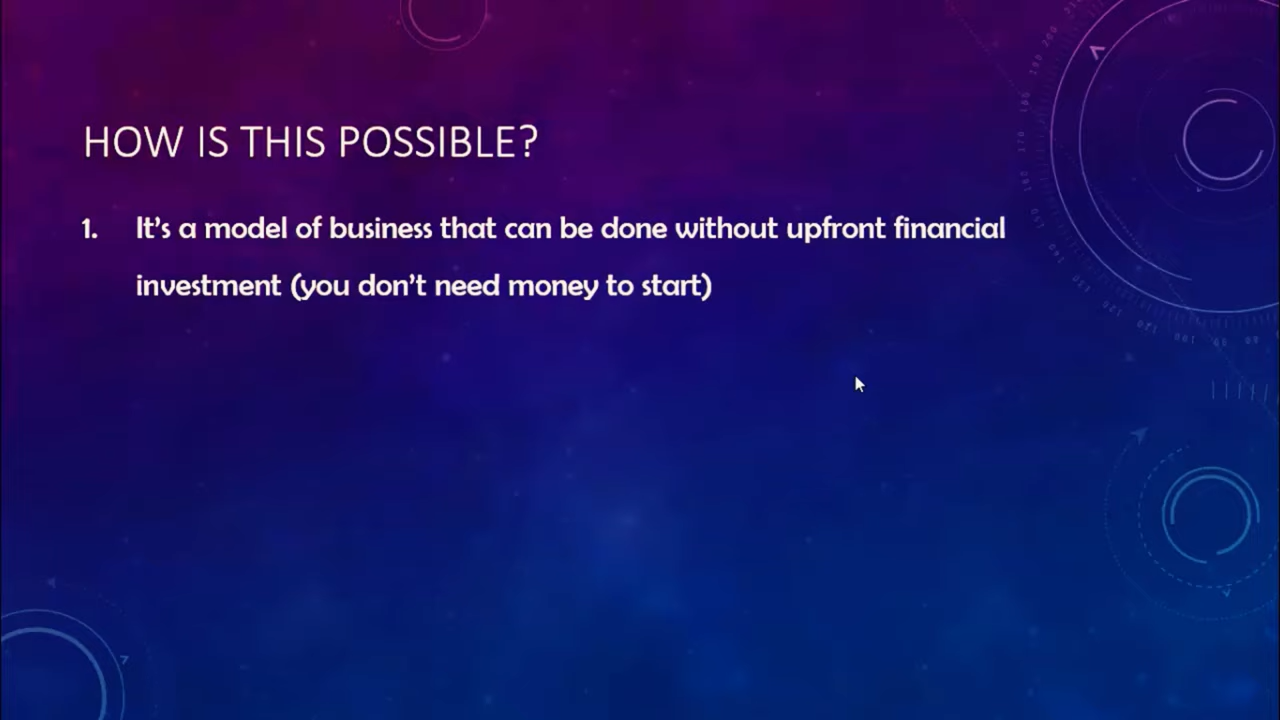 HOW IS THIS POSSIBLE?
1. It's a model of business that can be done without upfront financial
investment (you don't need money to start)